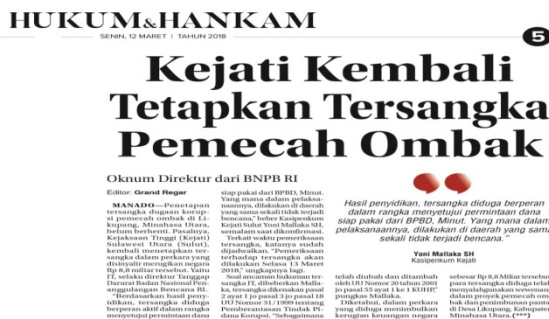 HUKUM&HANKAM
SENIN, 12 MARET | TAHUN 2018
5
Kejati Kembali
Tetapkan Tersangka
Pemecah Ombak
Oknum Direktur dari BNPB RI
Editor: Grand Regar
MANADO—Penetapan
tersangka dugaan korup-
si pemecah ombak di Li-
kupang, Minahasa Utara,
belum berhenti. Pasalnya,
Kejaksaan Tinggi (Kejati)
Sulawesi Utara (Sulut),
kembali menetapkan ter-
sangka dalam perkara yang
disinyalir merugikan negara
Rp 8,8 miliar tersebut. Yaitu
JT, selaku direktur Tanggap
Darurat Badan Nasional Pen-
anggulangan Bencana RI.
"Berdasarkan hasil peny-
idikan, tersangka diduga
berperan aktif dalam rangka
menyetujui permintaan dana
siap pakai dari BPBD, Minut.
Yang mana dalam pelaksa-
naannya, dilakukan di daerah
yang sama sekali tidak terjadi
bencana," beber Kasipenkum
Kejati Sulut Yoni Mallaka SH,
semalam saat dikonfirmasi.
Terkait waktu pemeriksaan
tersangka, katanya sudah
dijadwalkan. "Pemeriksaan
terhadap tersangka akan
dilakukan Selasa 13 Maret
2018," ungkapnya lagi.
Soal ancaman hukuman ter-
sangka JT, dibeberkan Malla-
ka, tersangka dikenakan pasal
2 ayat 1 jo pasal 3 jo pasal 18
UU Nomor 31/1999 tentang
Pemberantasan Tindak Pi-
dana Korupsi. "Sebagaimana
Hasil penyidikan, tersangka diduga berperan
dalam rangka menyetujui permintaan dana
siap pakai dari BPBD, Minut. Yang mana dalam
pelaksanaannya, dilakukan di daerah yang sama
sekali tidak terjadi bencana."
Yoni Mallaka SH
Kasipenkum Kejati
telah diubah dan ditambah
oleh UU Nomor 20 tahun 2001
jo pasal 55 ayat 1 ke 1 KUHP,"
pungkas Mallaka.
Diketahui, dalam perkara
yang diduga menimbulkan
kerugian keuangan negara
sebesar Rp 8,8 Miliar tersebut,
para tersangka diduga telah
menyalahgunakan wewenang
dalam proyek pemecah om-
bak dan penimbunan pantai
di Desa Likupang, Kabupaten
Minahasa Utara.(***)